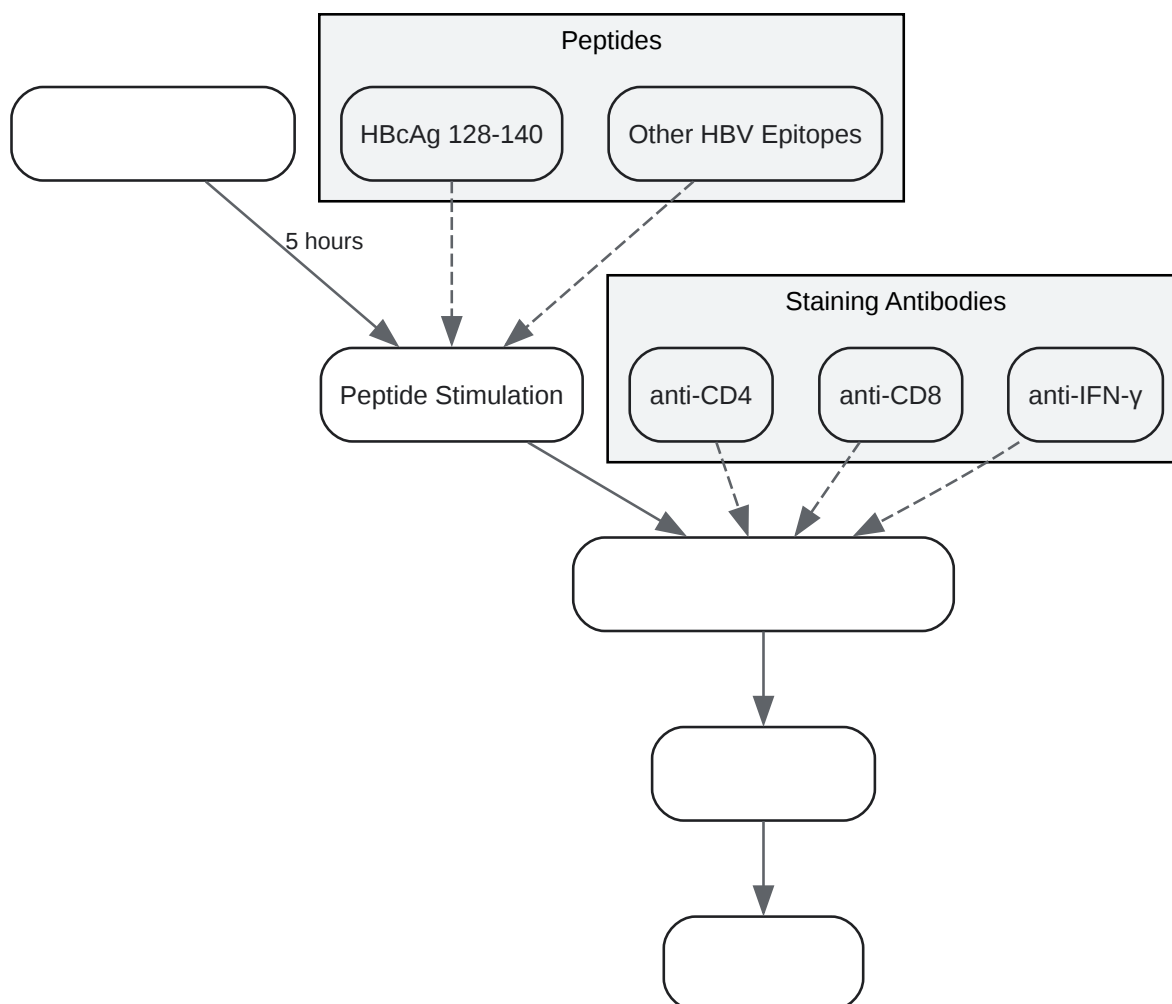 Peptides
HBcAg 128-140
Other HBV Epitopes
5 hours
Staining Antibodies
Peptide Stimulation
anti-CD4
anti-CD8
anti-IFN-γ